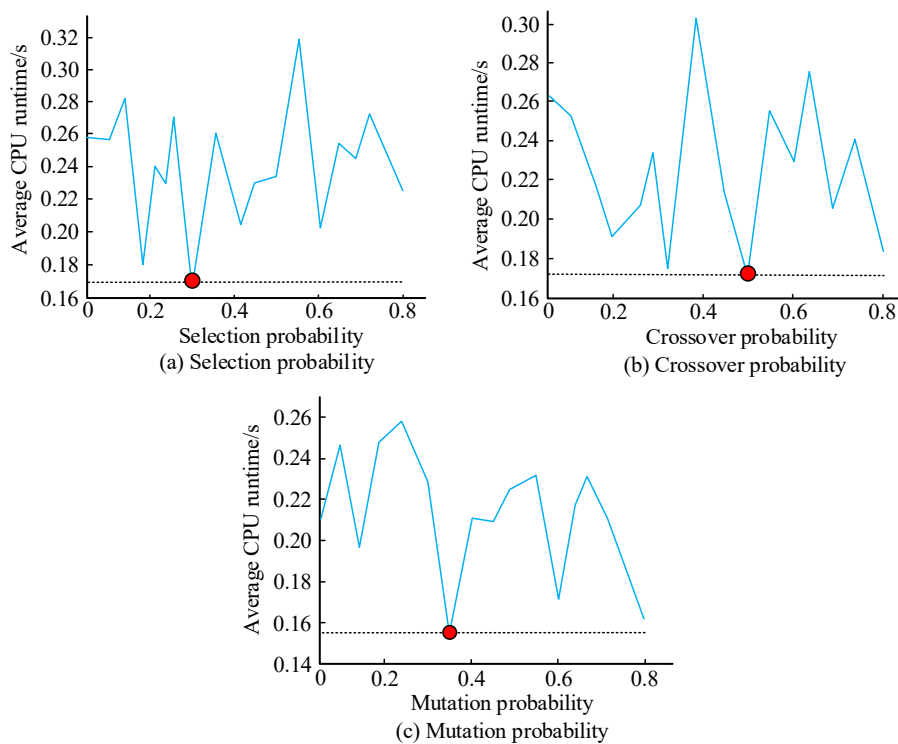 Average CPU runtime/s
0.32
0.30
0.26
0.24
0.22
0.20
0.18
0.16
0 0.2 0.4 0.6 0.8
Selection probability
(a) Selection probability
Average CPU runtime/s
0.30
0.28
0.26
0.24
0.22
0.20
0.18
0.16
0 0.2 0.4 0.6 0.8
Crossover probability
(b) Crossover probability
Average CPU runtime/s
0.26
0.24
0.22
0.20
0.18
0.16
0.14
0 0.2 0.4 0.6 0.8
Mutation probability
(c) Mutation probability